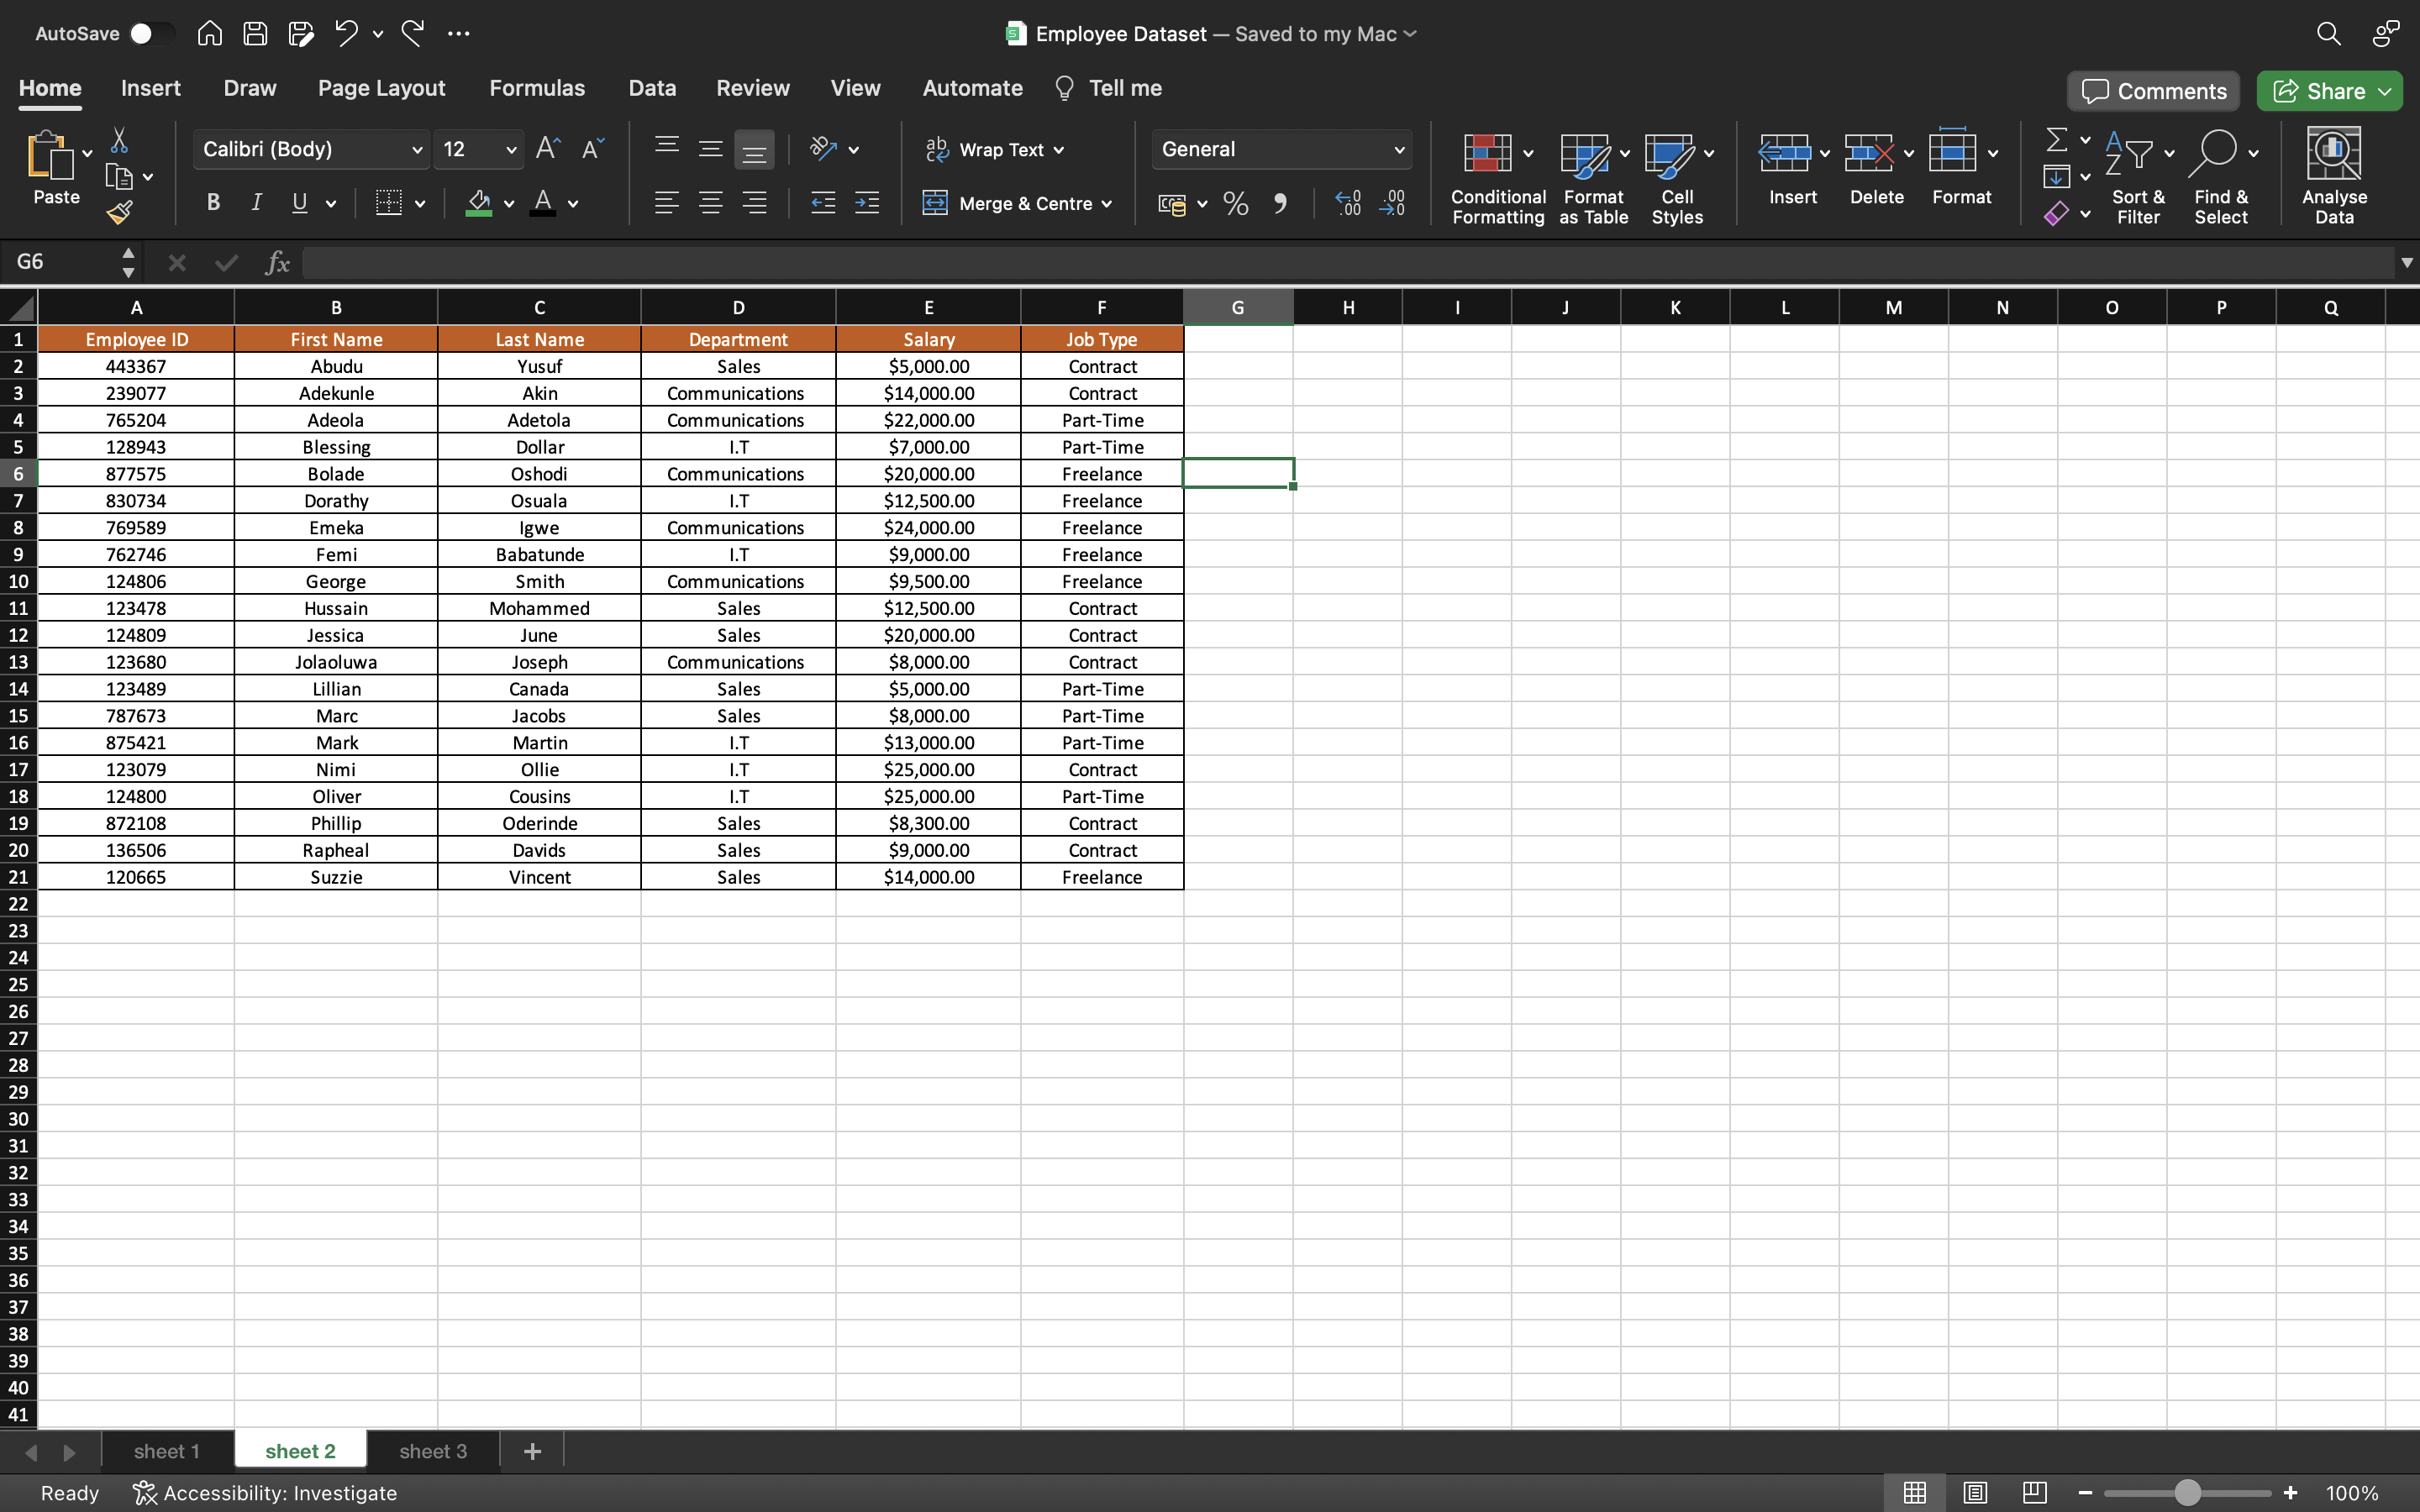 AutoSave
Employee Dataset — Saved to my Mac
Home Insert Draw Page Layout Formulas Data Review View Automate Tell me Comments Share
Paste
Calibri (Body) 12
Wrap Text
Merge & Centre
General
Conditional Formatting
Format as Table
Cell Styles
Insert
Delete
Format
Sort & Filter
Find & Select
Analyse Data
G6 fx
A B C D E F G H I J K L M N O P Q
1 Employee ID First Name Last Name Department Salary Job Type
2 443367 Abudu Yusuf Sales $5,000.00 Contract
3 239077 Adekunle Akin Communications $14,000.00 Contract
4 765204 Adeola Adetola Communications $22,000.00 Part-Time
5 128943 Blessing Dollar I.T $7,000.00 Part-Time
6 877575 Bolade Oshodi Communications $20,000.00 Freelance
7 830734 Dorathy Osuala I.T $12,500.00 Freelance
8 769589 Emeka Igwe Communications $24,000.00 Freelance
9 762746 Femi Babatunde I.T $9,000.00 Freelance
10 124806 George Smith Communications $9,500.00 Freelance
11 123478 Hussain Mohammed Sales $12,500.00 Contract
12 124809 Jessica June Sales $20,000.00 Contract
13 123680 Jolaoluwa Joseph Communications $8,000.00 Contract
14 123489 Lillian Canada Sales $5,000.00 Part-Time
15 787673 Marc Jacobs Sales $8,000.00 Part-Time
16 875421 Mark Martin I.T $13,000.00 Part-Time
17 123079 Nimi Ollie I.T $25,000.00 Contract
18 124800 Oliver Cousins I.T $25,000.00 Part-Time
19 872108 Phillip Oderinde Sales $8,300.00 Contract
20 136506 Rapheal Davids Sales $9,000.00 Contract
21 120665 Suzzie Vincent Sales $14,000.00 Freelance
22
23
24
25
26
27
28
29
30
31
32
33
34
35
36
37
38
39
40
41
sheet 1 sheet 2 sheet 3 +
Ready Accessibility: Investigate 100%